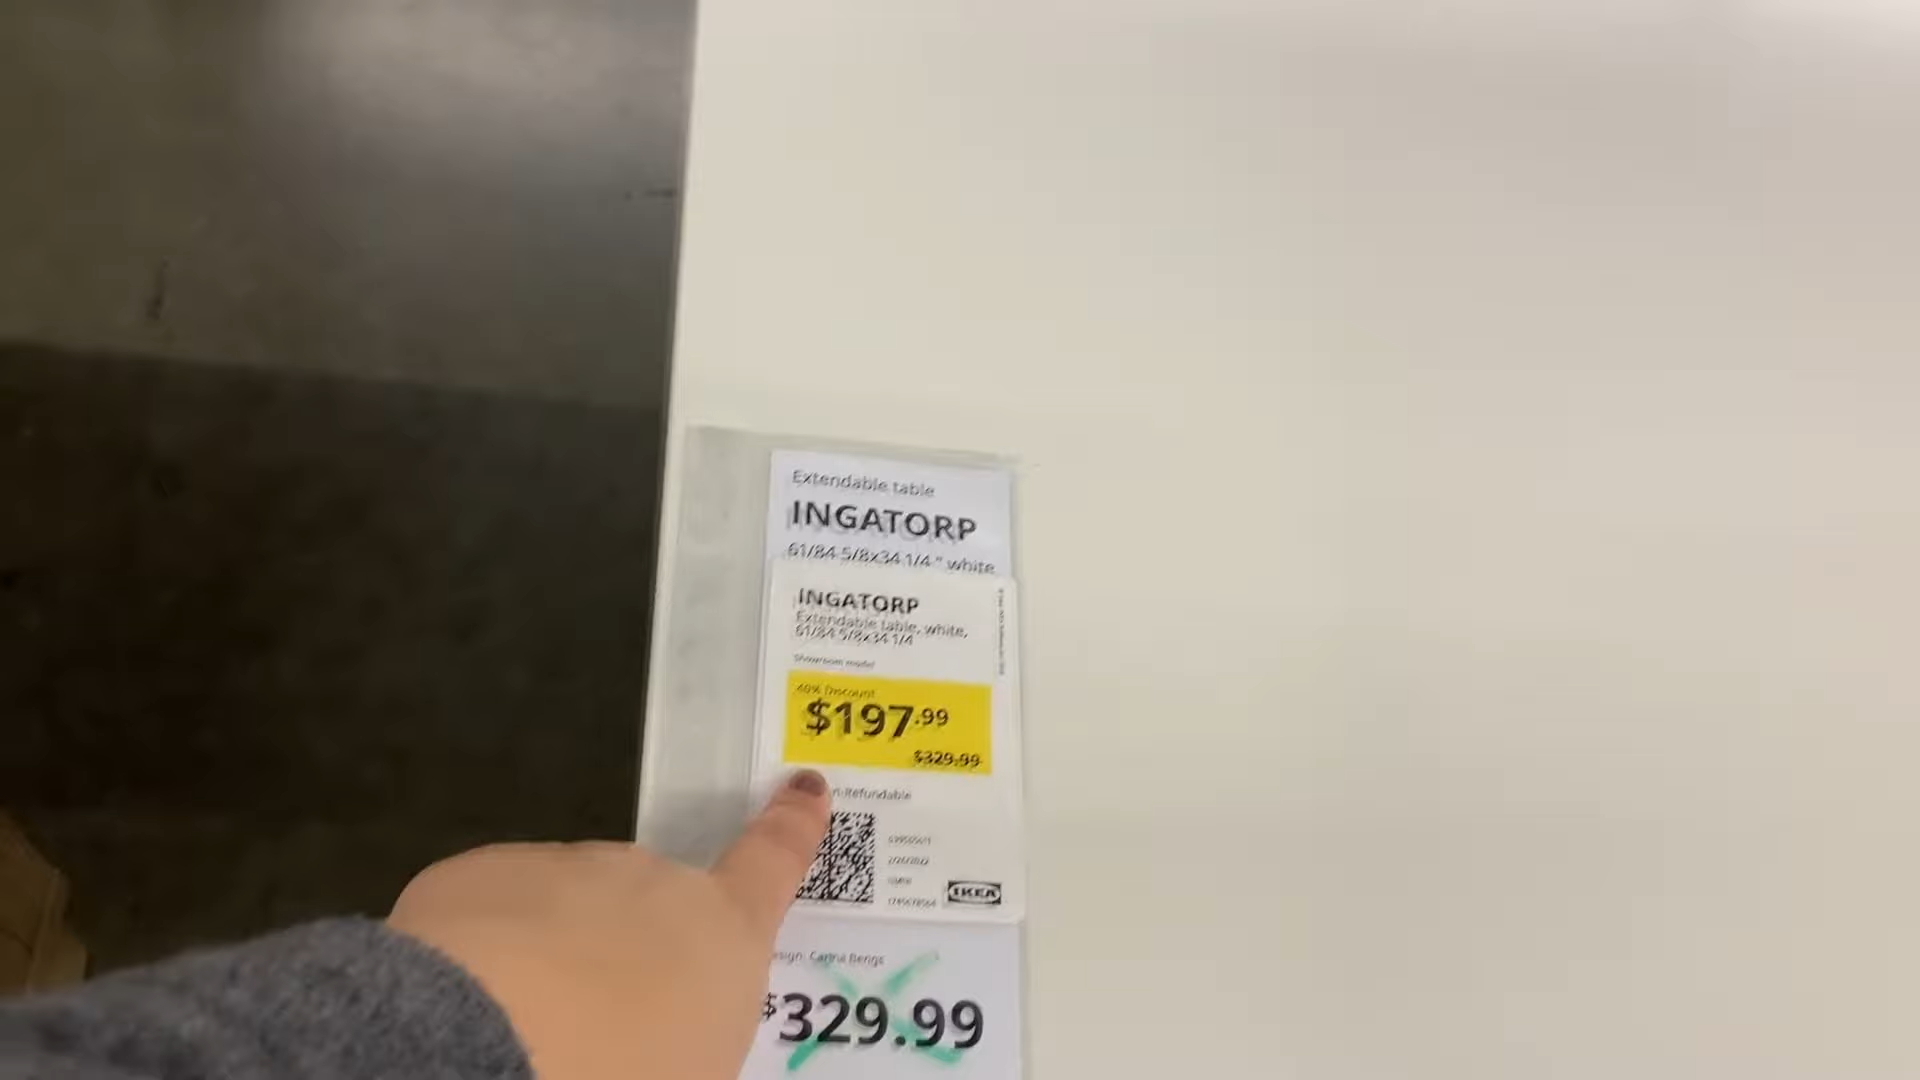 Extendable table
INGATORP
61/84 5/8x34 1/4 " white
INGATORP
Extendable table, white,
61/84 5/8x34 1/4
Showroom model
40% Discount
$197.99
$329.99
n-Refundable
IKEA
esign: Carina Bengs
$329.99